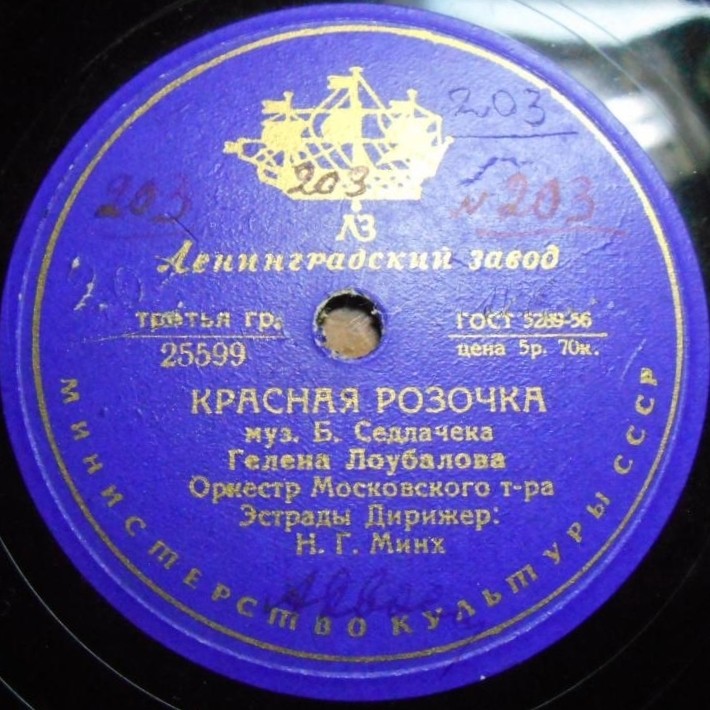 203
203
203
№203
ЛЗ
Ленинградский завод
203
третья гр.
ГОСТ 5289-56
25599
цена 5р. 70к.
КРАСНАЯ РОЗОЧКА
муз. Б. Седлачека
Гелена Лоубалова
Оркестр Московского т-ра
Эстрады Дирижер:
Н. Г. Минх
МИНИСТЕРСТВО КУЛЬТУРЫ СССР